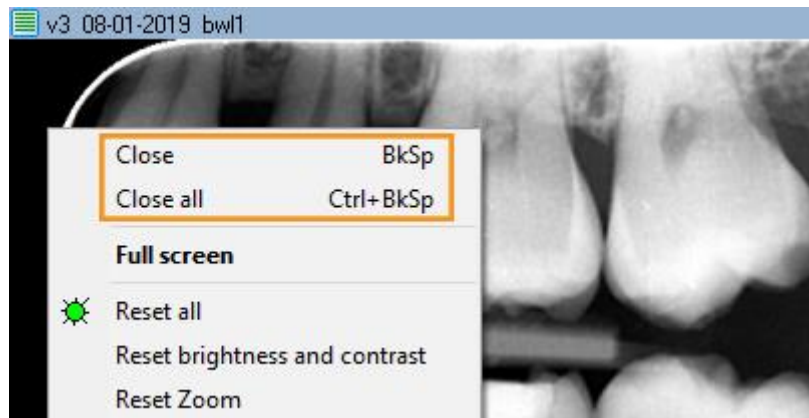 v3 08-01-2019 bwl1
Close BkSp
Close all Ctrl+BkSp
Full screen
Reset all
Reset brightness and contrast
Reset Zoom